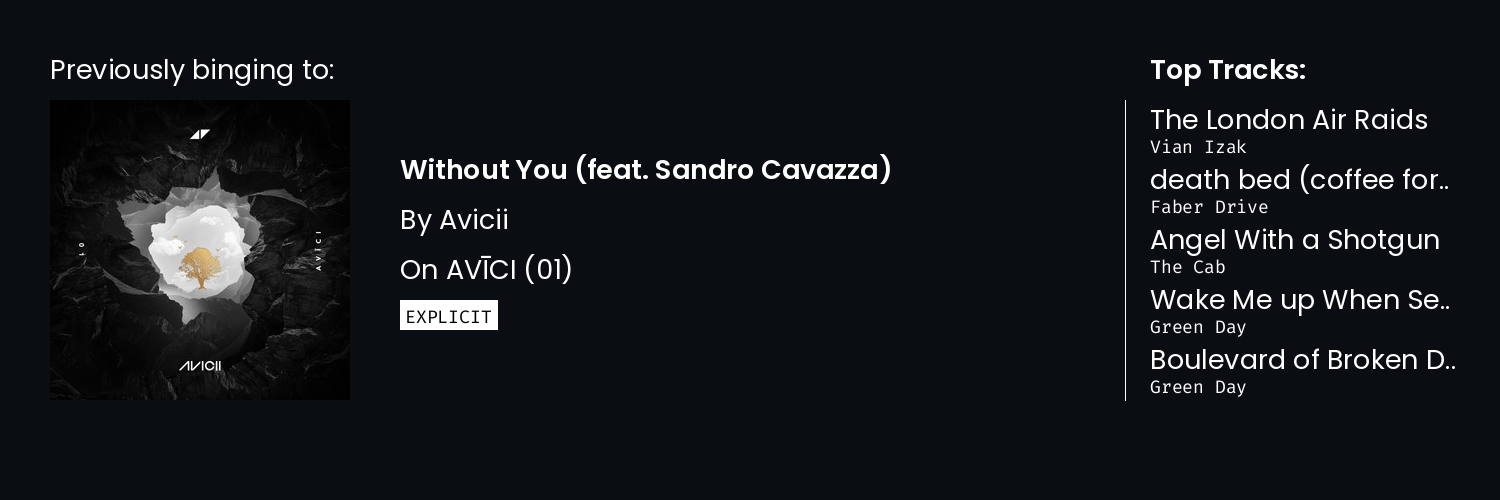 Previously binging to:
01
AVĪCI
AVICII
Without You (feat. Sandro Cavazza)
By Avicii
On AVĪCI (01)
EXPLICIT
Top Tracks:
The London Air Raids
Vian Izak
death bed (coffee for..
Faber Drive
Angel With a Shotgun
The Cab
Wake Me up When Se..
Green Day
Boulevard of Broken D..
Green Day